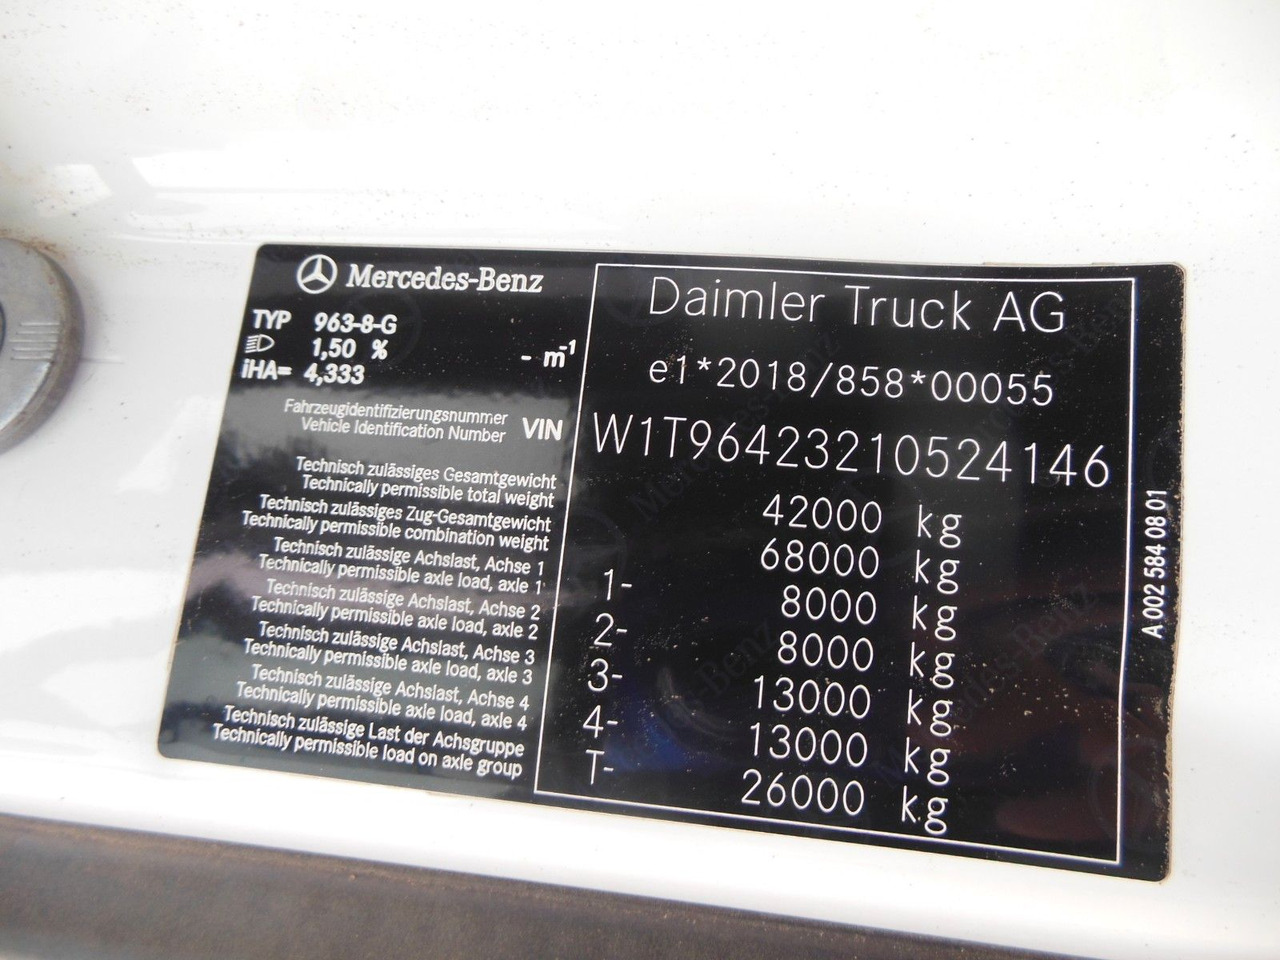 Mercedes-Benz
TYP 963-8-G
1,50 % - m⁻¹
iHA= 4,333
Fahrzeugidentifizierungsnummer
Vehicle Identification Number VIN
Technisch zulässiges Gesamtgewicht
Technically permissible total weight
Technisch zulässiges Zug-Gesamtgewicht
Technically permissible combination weight
Technisch zulässige Achslast, Achse 1
Technically permissible axle load, axle 1
Technisch zulässige Achslast, Achse 2
Technically permissible axle load, axle 2
Technisch zulässige Achslast, Achse 3
Technically permissible axle load, axle 3
Technisch zulässige Achslast, Achse 4
Technically permissible axle load, axle 4
Technisch zulässige Last der Achsgruppe
Technically permissible load on axle group
Daimler Truck AG
e1*2018/858*00055
W1T96423210524146
42000 kg
68000 kg
1- 8000 kg
2- 8000 kg
3- 13000 kg
4- 13000 kg
T- 26000 kg
A 002 584 08 01